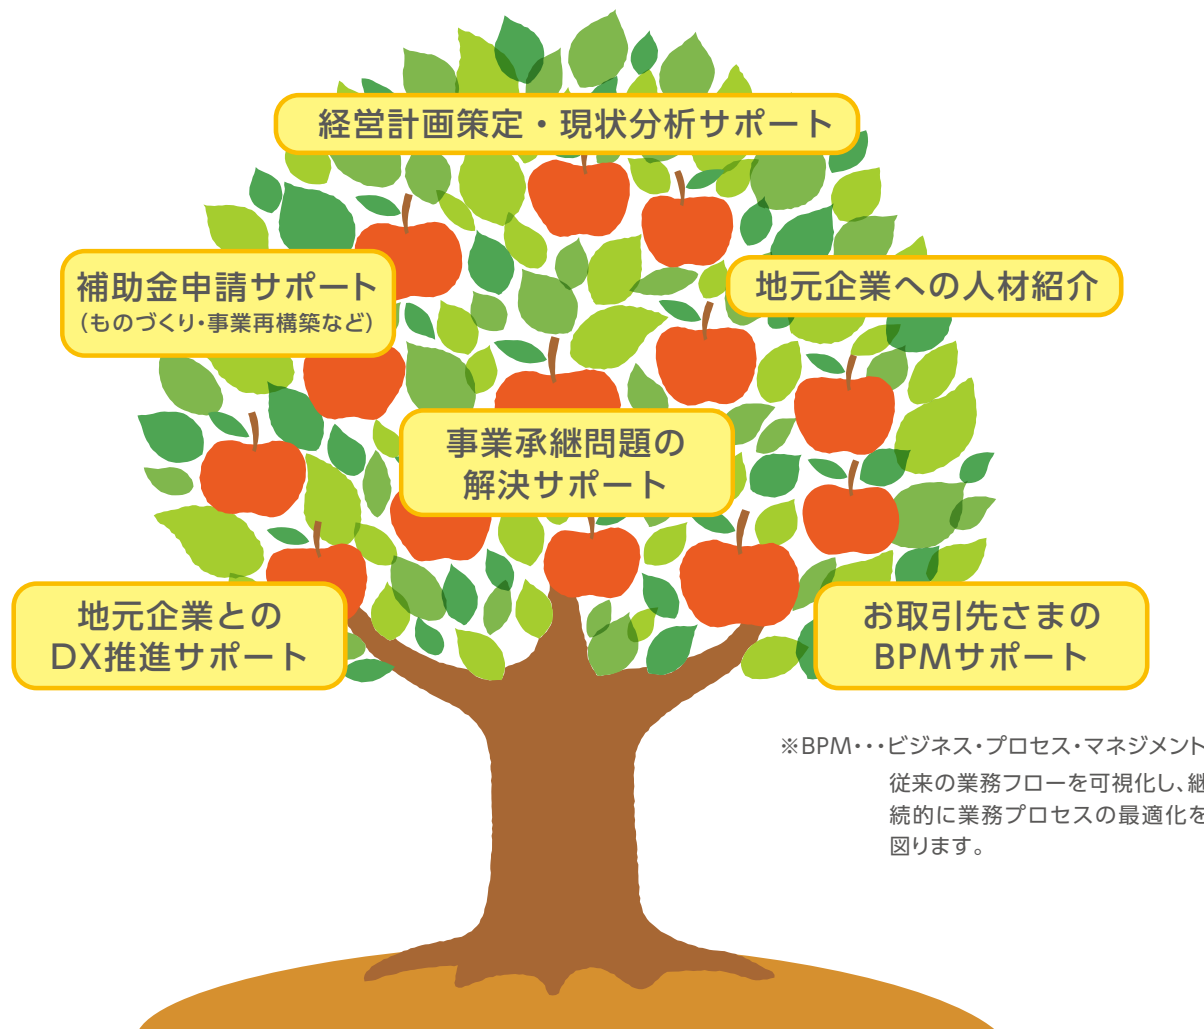 経営計画策定・現状分析サポート
補助金申請サポート
（ものづくり・事業再構築など）
地元企業への人材紹介
事業承継問題の
解決サポート
地元企業との
DX推進サポート
お取引先さまの
BPMサポート
※BPM・・・ビジネス・プロセス・マネジメント
従来の業務フローを可視化し、継
続的に業務プロセスの最適化を
図ります。